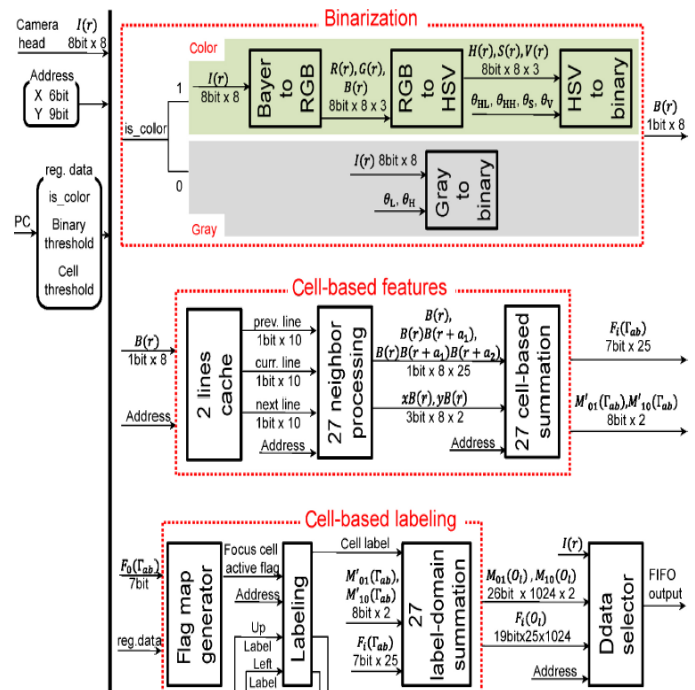 Camera head
I(r)
8bit x 8
Address
X 6bit
Y 9bit
PC
reg. data
is_color
Binary threshold
Cell threshold
Binarization
Color
is_color
1
0
I(r)
8bit x 8
Bayer to RGB
R(r), G(r),
B(r)
8bit x 8 x 3
RGB to HSV
H(r), S(r), V(r)
8bit x 8 x 3
θHL, θHH, θS, θV
HSV to binary
B(r)
1bit x 8
I(r) 8bit x 8
θL, θH
Gray to binary
Gray
Cell-based features
B(r)
1bit x 8
Address
2 lines cache
prev. line
1bit x 10
curr. line
1bit x 10
next line
1bit x 10
Address
27 neighbor processing
B(r),
B(r)B(r + a1),
B(r)B(r + a1)B(r + a2)
1bit x 8 x 25
xB(r), yB(r)
3bit x 8 x 2
Address
27 cell-based summation
Fi(Γab)
7bit x 25
M'01(Γab), M'10(Γab)
8bit x 2
Cell-based labeling
F0(Γab)
7bit
reg.data
Flag map generator
Focus cell
active flag
Address
Up
Label
Left
Label
Labeling
Cell label
M'01(Γab),
M'10(Γab)
8bit x 2
Fi(Γab)
7bit x 25
27 label-domain summation
M01(Ol), M10(Ol)
26bit x 1024 x 2
Fi(Ol)
19bitx25x1024
I(r)
Address
Ddata selector
FIFO output